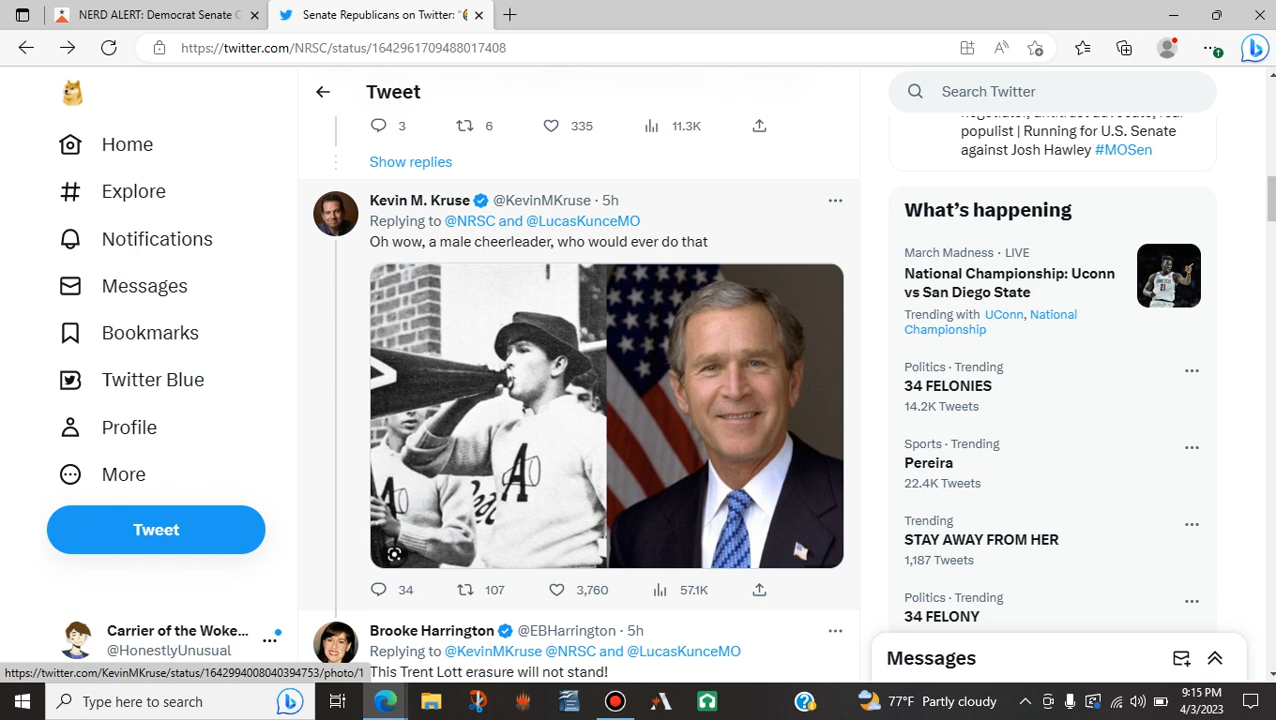 NERD ALERT: Democrat Senate C
Senate Republicans on Twitter: "
https://twitter.com/NRSC/status/1642961709488017408
Home
Explore
Notifications
Messages
Bookmarks
Twitter Blue
Profile
More
Tweet
Carrier of the Woke...
@HonestlyUnusual
https://twitter.com/KevinMKruse/status/1642994008040394753/photo/1
Tweet
3 6 335 11.3K
Show replies
Kevin M. Kruse @KevinMKruse · 5h
Replying to @NRSC and @LucasKunceMO
Oh wow, a male cheerleader, who would ever do that
A
A
34 107 3,760 57.1K
Brooke Harrington @EBHarrington · 5h
Replying to @KevinMKruse @NRSC and @LucasKunceMO
This Trent Lott erasure will not stand!
Search Twitter
populist | Running for U.S. Senate
against Josh Hawley #MOSen
What's happening
March Madness · LIVE
National Championship: Uconn
vs San Diego State
Trending with UConn, National
Championship
Politics · Trending
34 FELONIES
14.2K Tweets
Sports · Trending
Pereira
22.4K Tweets
Trending
STAY AWAY FROM HER
1,187 Tweets
Politics · Trending
34 FELONY
Messages
Type here to search
77°F Partly cloudy
9:15 PM
4/3/2023